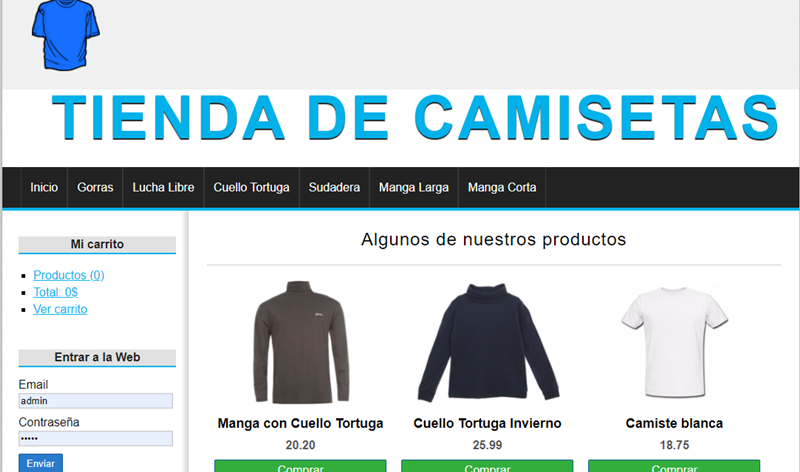 TIENDA DE CAMISETAS
Inicio Gorras Lucha Libre Cuello Tortuga Sudadera Manga Larga Manga Corta
Mi carrito
Productos (0)
Total: 0$
Ver carrito
Entrar a la Web
Email
admin
Contraseña
•••••
Enviar
Algunos de nuestros productos
Manga con Cuello Tortuga
20.20
Comprar
Cuello Tortuga Invierno
25.99
Comprar
Camiste blanca
18.75
Comprar